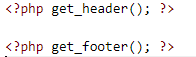 <?php get_header(); ?>
<?php get_footer(); ?>